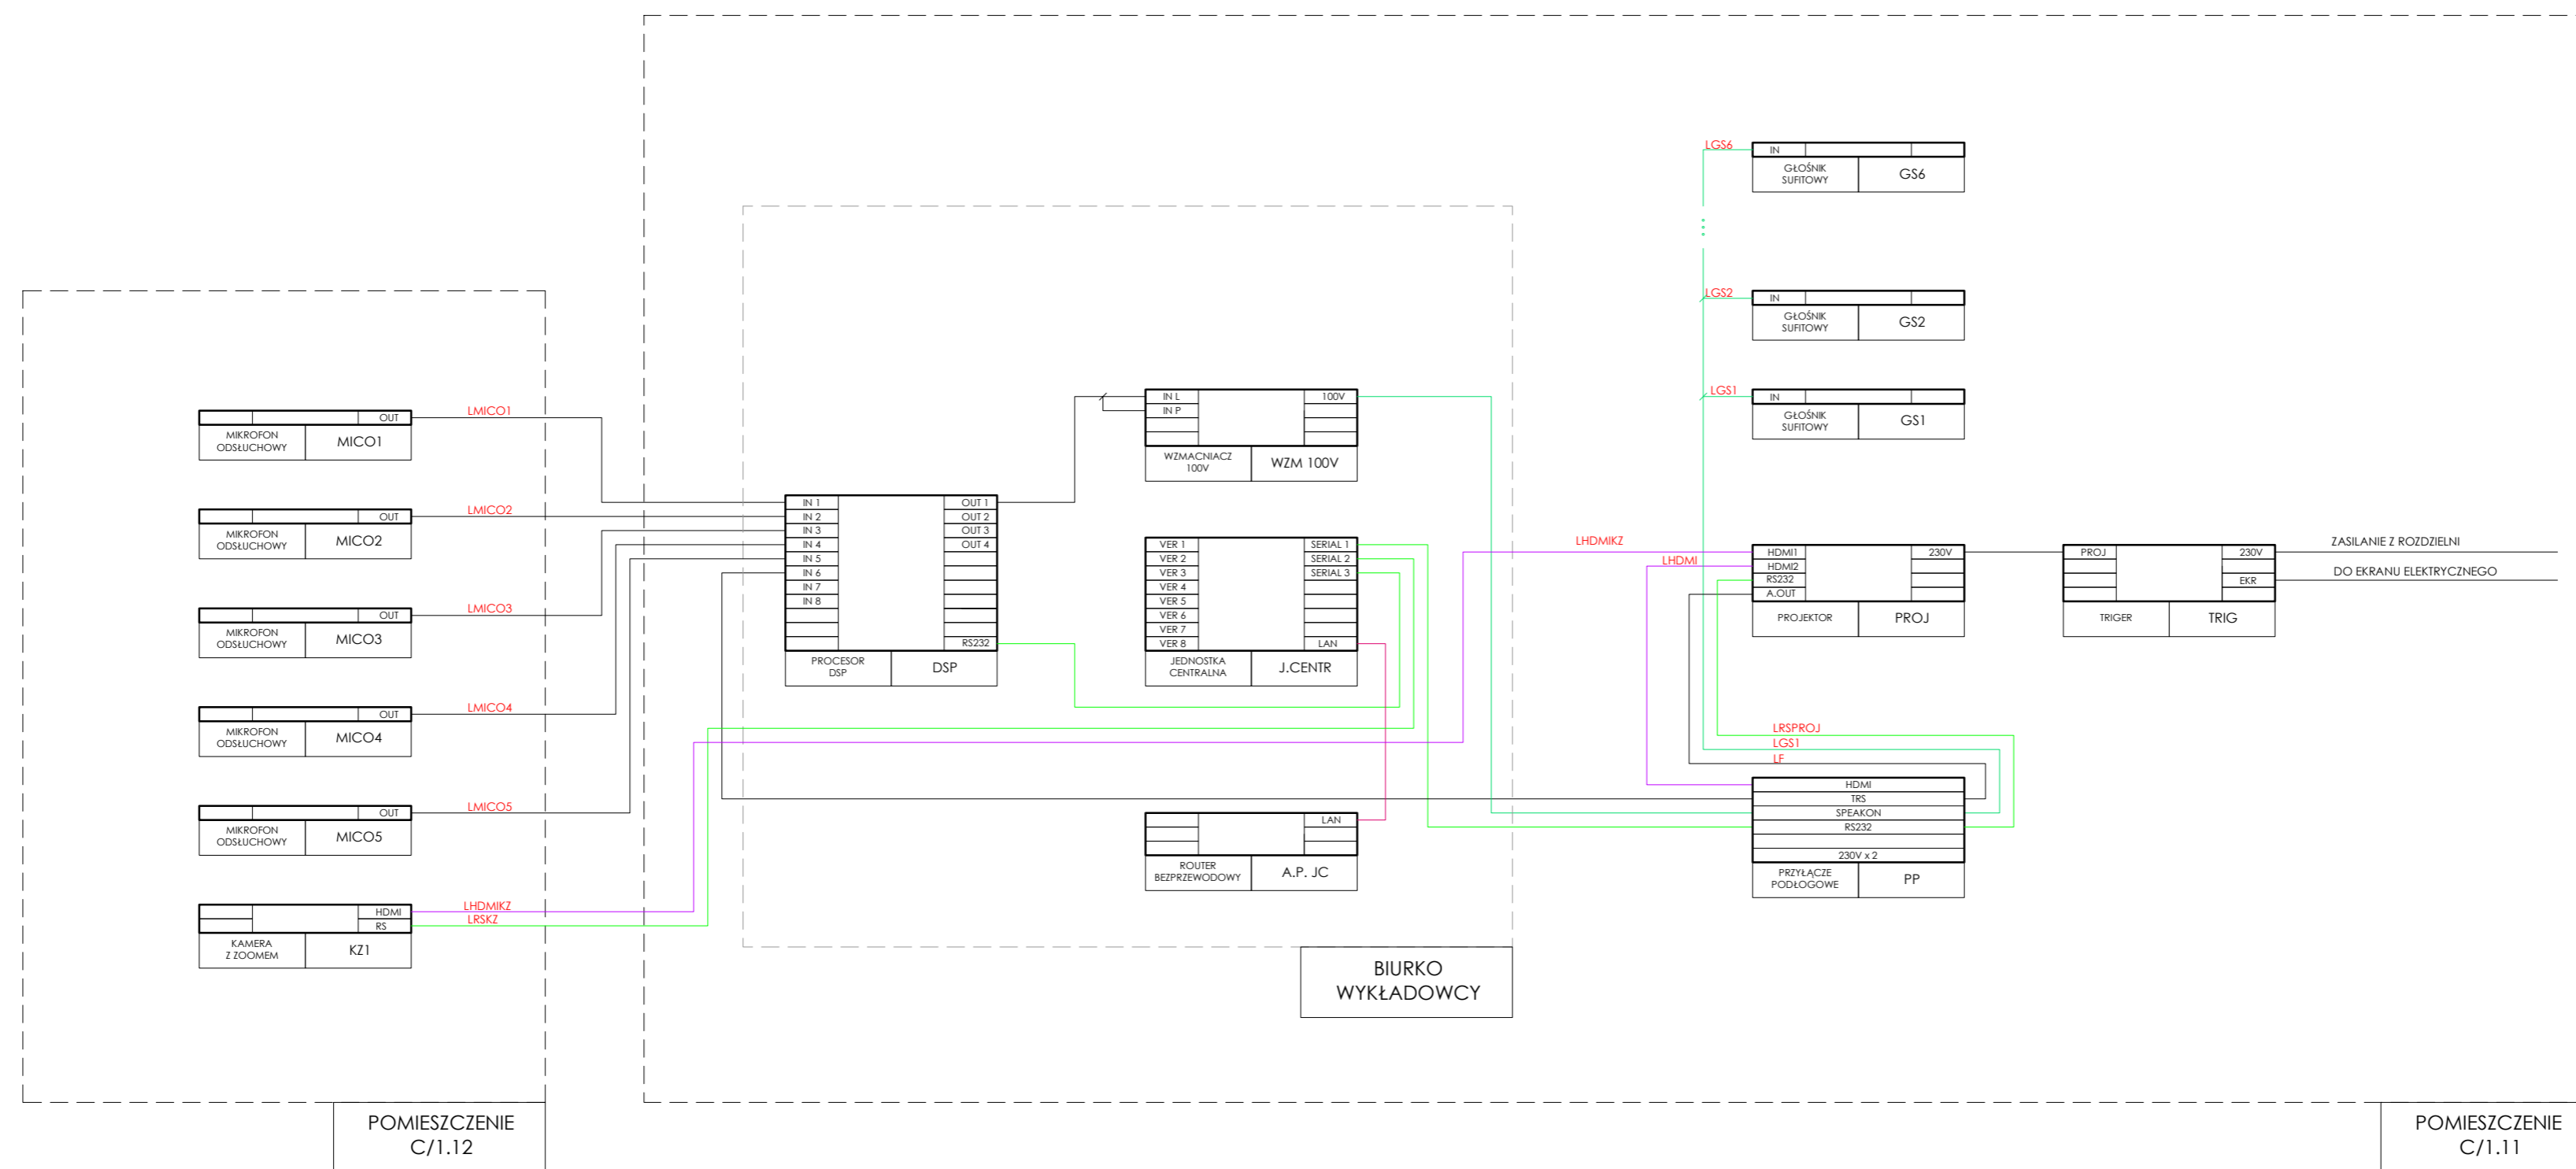 LMICO1
OUT
MIKROFON
ODSŁUCHOWY
MICO1
LMICO2
OUT
MIKROFON
ODSŁUCHOWY
MICO2
LMICO3
OUT
MIKROFON
ODSŁUCHOWY
MICO3
LMICO4
OUT
MIKROFON
ODSŁUCHOWY
MICO4
LMICO5
OUT
MIKROFON
ODSŁUCHOWY
MICO5
LHDMIKZ
HDMI
LRSKZ
RS
KAMERA
Z ZOOMEM
KZ1
POMIESZCZENIE
C/1.12
IN 1
IN 2
IN 3
IN 4
IN 5
IN 6
IN 7
IN 8
OUT 1
OUT 2
OUT 3
OUT 4
RS232
PROCESOR
DSP
DSP
IN L
IN P
100V
WZMACNIACZ
100V
WZM 100V
VER 1
VER 2
VER 3
VER 4
VER 5
VER 6
VER 7
VER 8
SERIAL 1
SERIAL 2
SERIAL 3
LAN
JEDNOSTKA
CENTRALNA
J.CENTR
LAN
ROUTER
BEZPRZEWODOWY
A.P. JC
BIURKO
WYKŁADOWCY
LGS6
IN
GŁOŚNIK
SUFITOWY
GS6
LGS2
IN
GŁOŚNIK
SUFITOWY
GS2
LGS1
IN
GŁOŚNIK
SUFITOWY
GS1
LHDMIKZ
LHDMI
HDMI1
HDMI2
RS232
A.OUT
230V
PROJEKTOR
PROJ
PROJ
230V
EKR
TRIGER
TRIG
ZASILANIE Z ROZDZIELNI
DO EKRANU ELEKTRYCZNEGO
LRSPROJ
LGS1
LF
HDMI
TRS
SPEAKON
RS232
230V x 2
PRZYŁĄCZE
PODŁOGOWE
PP
POMIESZCZENIE
C/1.11